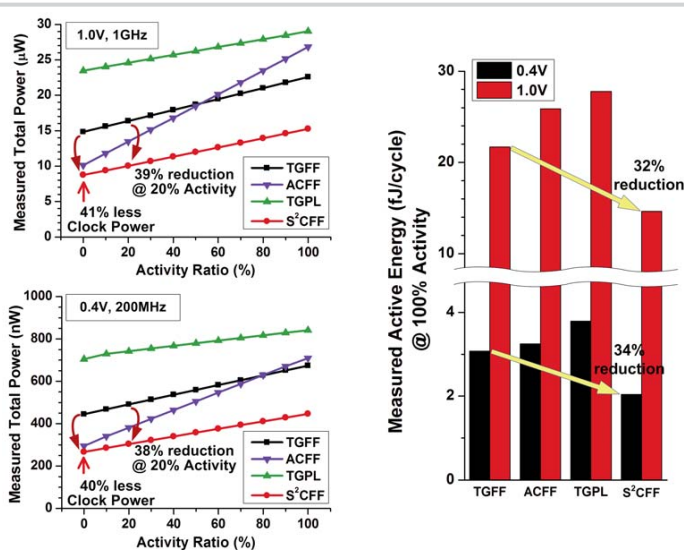 1.0V, 1GHz
Measured Total Power (μW)
30
25
20
15
10
5
0
39% reduction
@ 20% Activity
41% less
Clock Power
TGFF
ACFF
TGPL
S²CFF
0 20 40 60 80 100
Activity Ratio (%)
0.4V, 200MHz
Measured Total Power (nW)
1000
800
600
400
200
0
38% reduction
@ 20% Activity
40% less
Clock Power
TGFF
ACFF
TGPL
S²CFF
0 20 40 60 80 100
Activity Ratio (%)
Measured Active Energy (fJ/cycle)
@ 100% Activity
0.4V
1.0V
30
20
10
4
2
0
32%
reduction
34%
reduction
TGFF ACFF TGPL S²CFF